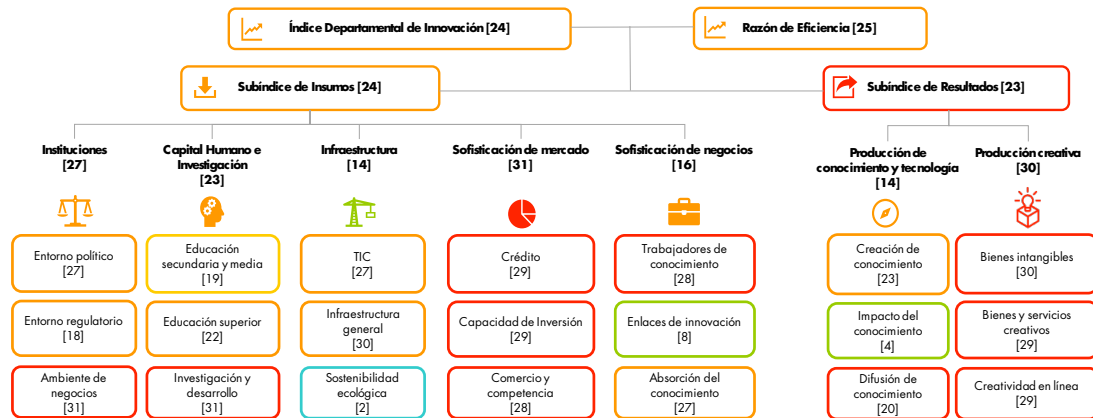 Índice Departamental de Innovación [24]
Razón de Eficiencia [25]
Subíndice de Insumos [24]
Subíndice de Resultados [23]
Instituciones
[27]
Capital Humano e
Investigación
[23]
Infraestructura
[14]
Sofisticación de mercado
[31]
Sofisticación de negocios
[16]
Producción de
conocimiento y tecnología
[14]
Producción creativa
[30]
Entorno político
[27]
Educación
secundaria y media
[19]
TIC
[27]
Crédito
[29]
Trabajadores de
conocimiento
[28]
Creación de
conocimiento
[23]
Bienes intangibles
[30]
Entorno regulatorio
[18]
Educación superior
[22]
Infraestructura
general
[30]
Capacidad de Inversión
[29]
Enlaces de innovación
[8]
Impacto del
conocimiento
[4]
Bienes y servicios
creativos
[29]
Ambiente de
negocios
[31]
Investigación y
desarrollo
[31]
Sostenibilidad
ecológica
[2]
Comercio y
competencia
[28]
Absorción del
conocimiento
[27]
Difusión de
conocimiento
[20]
Creatividad en línea
[29]